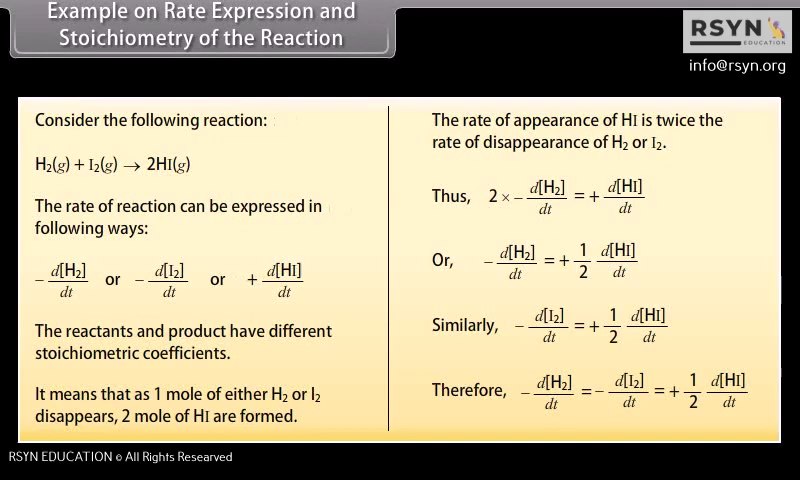 Example on Rate Expression and
Stoichiometry of the Reaction
RSYN
EDUCATION
info@rsyn.org
Consider the following reaction:
H₂(g) + I₂(g) → 2HI(g)
The rate of reaction can be expressed in
following ways:
− d[H₂]/dt or − d[I₂]/dt or + d[HI]/dt
The reactants and product have different
stoichiometric coefficients.
It means that as 1 mole of either H₂ or I₂
disappears, 2 mole of HI are formed.
The rate of appearance of HI is twice the
rate of disappearance of H₂ or I₂.
Thus, 2 × − d[H₂]/dt = + d[HI]/dt
Or, − d[H₂]/dt = + 1/2 d[HI]/dt
Similarly, − d[I₂]/dt = + 1/2 d[HI]/dt
Therefore, − d[H₂]/dt = − d[I₂]/dt = + 1/2 d[HI]/dt
RSYN EDUCATION © All Rights Researved